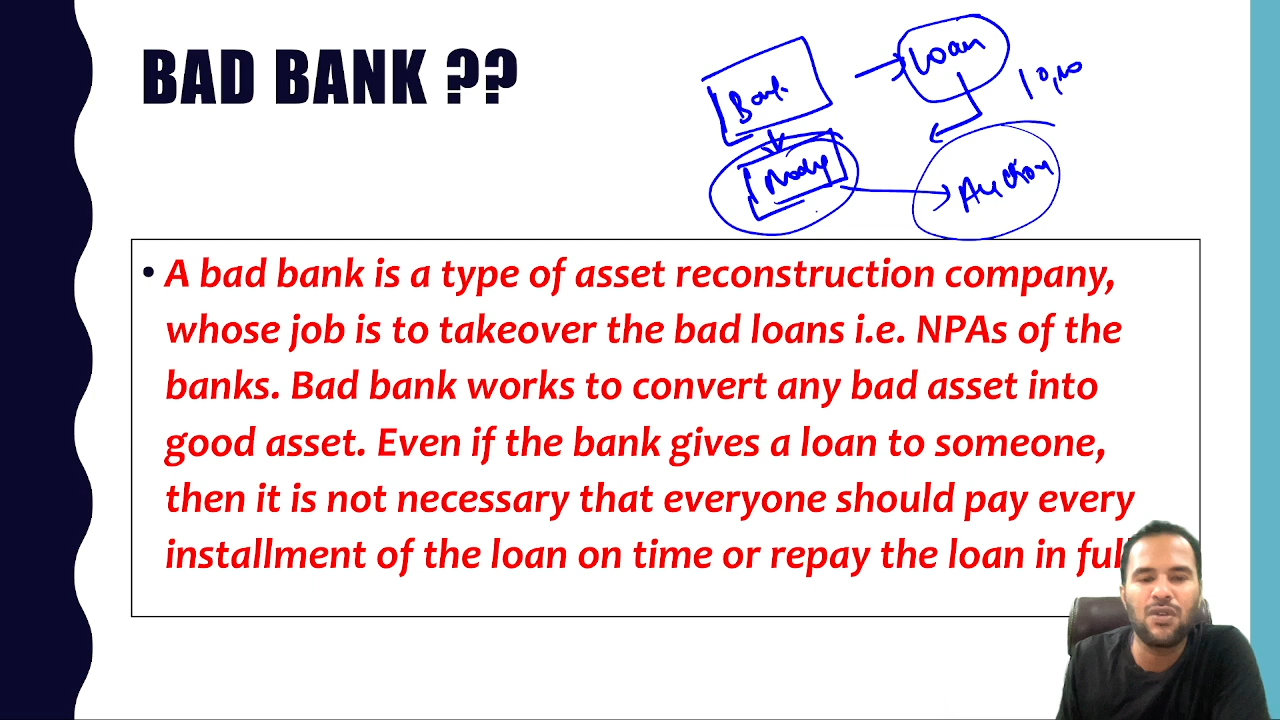 BAD BANK ??
Bank
Loan
Auction
• A bad bank is a type of asset reconstruction company,
whose job is to takeover the bad loans i.e. NPAs of the
banks. Bad bank works to convert any bad asset into
good asset. Even if the bank gives a loan to someone,
then it is not necessary that everyone should pay every
installment of the loan on time or repay the loan in full